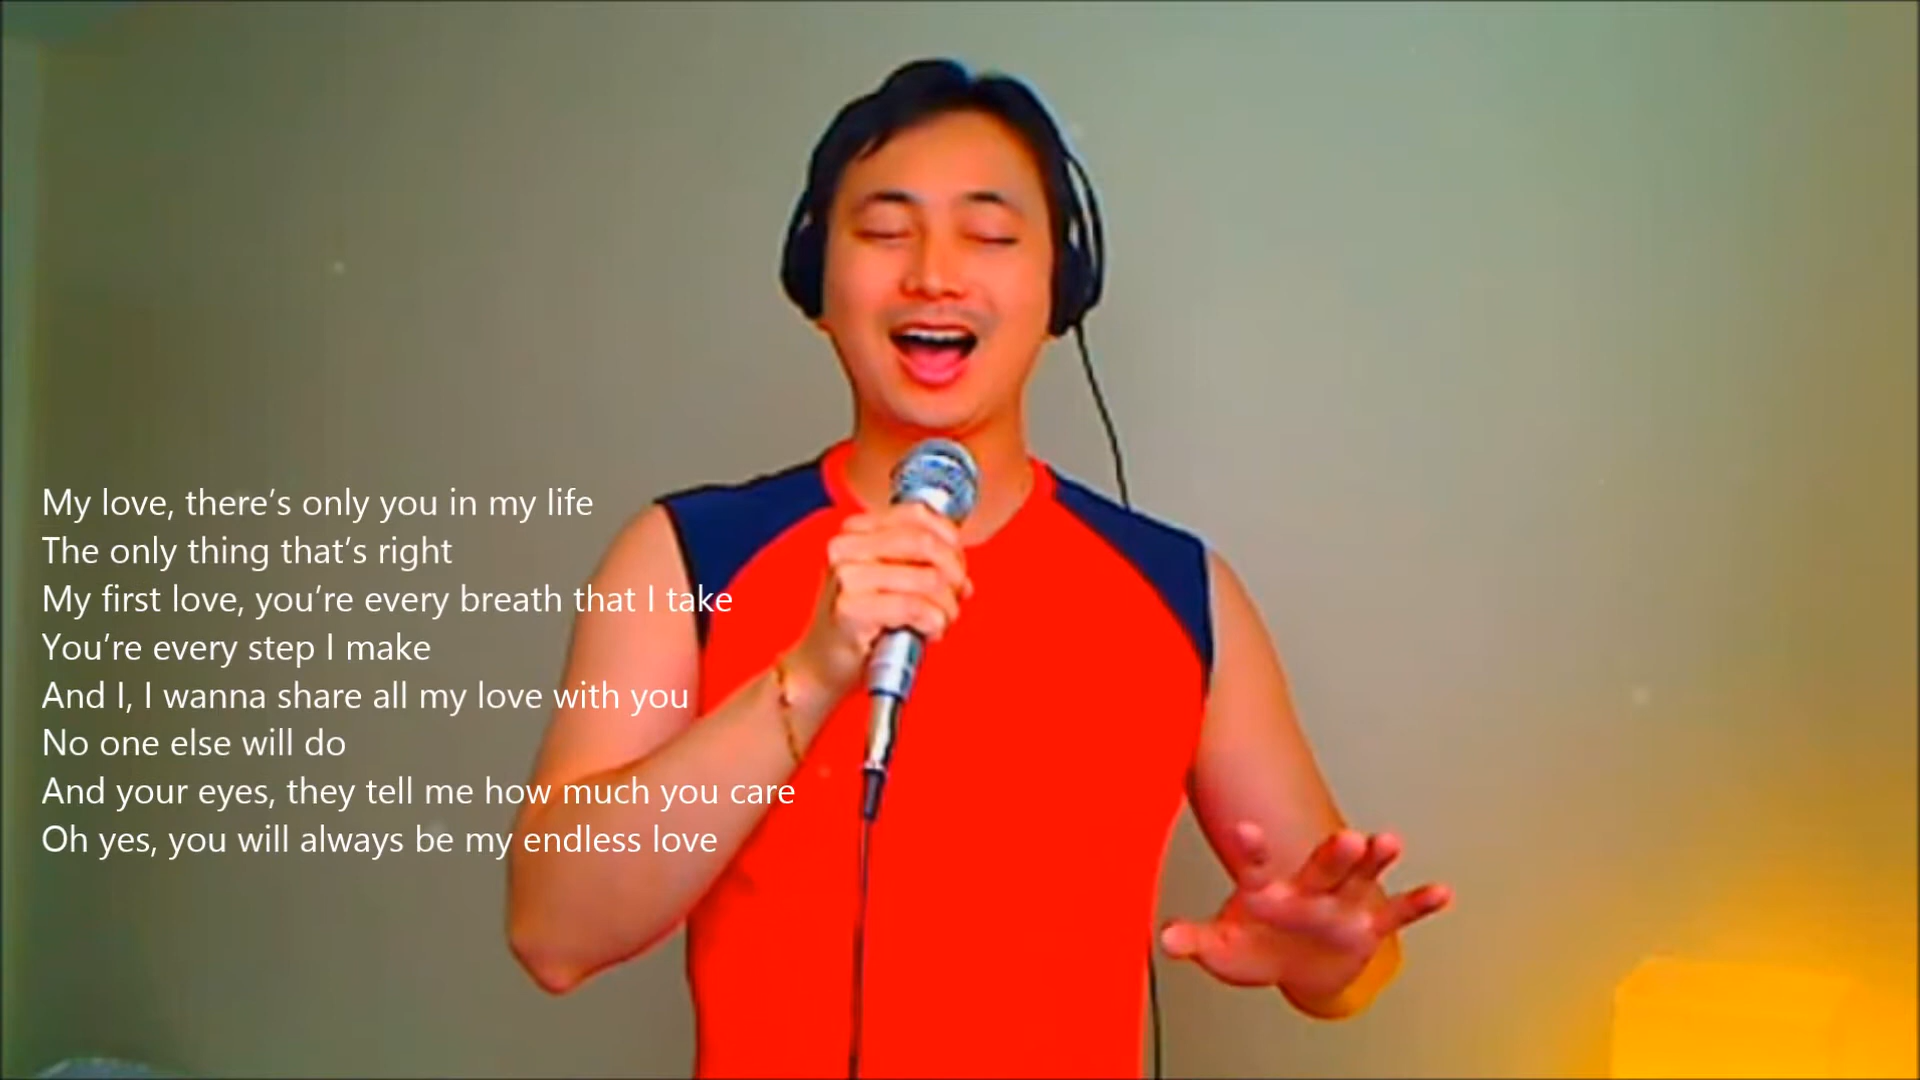 My love, there’s only you in my life
The only thing that’s right
My first love, you’re every breath that I take
You’re every step I make
And I, I wanna share all my love with you
No one else will do
And your eyes, they tell me how much you care
Oh yes, you will always be my endless love